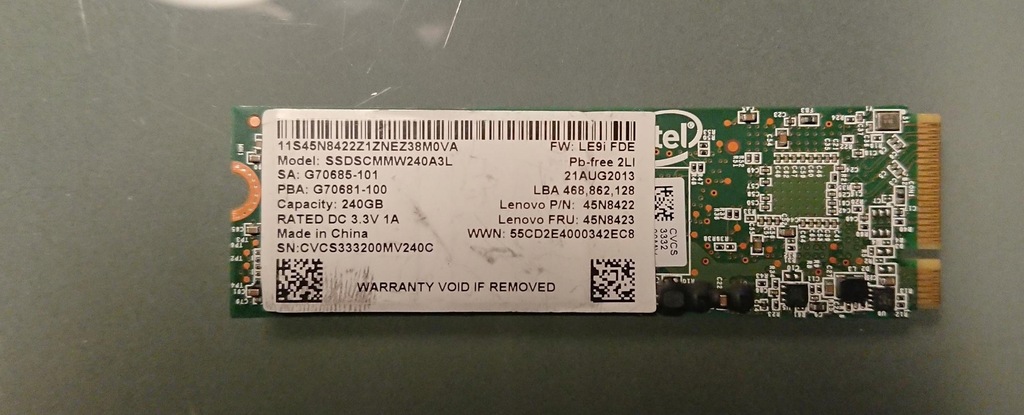 11S45N8422Z1ZNEZ38M0VA FW: LE9i FDE
Model: SSDSCMMW240A3L Pb-free 2LI
SA: G70685-101 21AUG2013
PBA: G70681-100 LBA 468,862,128
Capacity: 240GB Lenovo P/N: 45N8422
RATED DC 3.3V 1A Lenovo FRU: 45N8423
Made in China WWN: 55CD2E4000342EC8
SN:CVCS333200MV240C
WARRANTY VOID IF REMOVED
intel
CVCS
3332